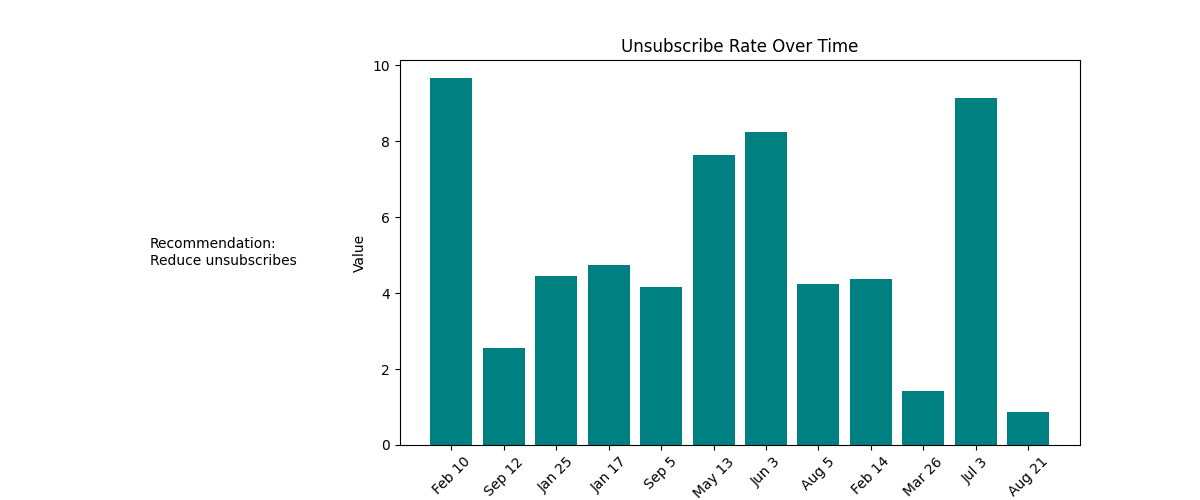 Unsubscribe Rate Over Time
Recommendation:
Reduce unsubscribes
Value
10
8
6
4
2
0
Feb 10
Sep 12
Jan 25
Jan 17
Sep 5
May 13
Jun 3
Aug 5
Feb 14
Mar 26
Jul 3
Aug 21